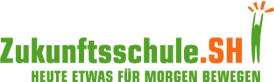 Zukunftsschule.SH
HEUTE ETWAS FÜR MORGEN BEWEGEN